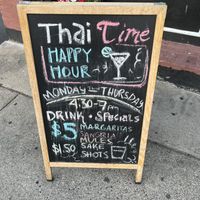 Thai Time
HAPPY
HOUR
MONDAY thru THURSDAY
4:30-7pm
DRINK • SPECIALS
$5 MARGARITAS
SANGRIA
MULES
$1.50 SAKE
SHOTS